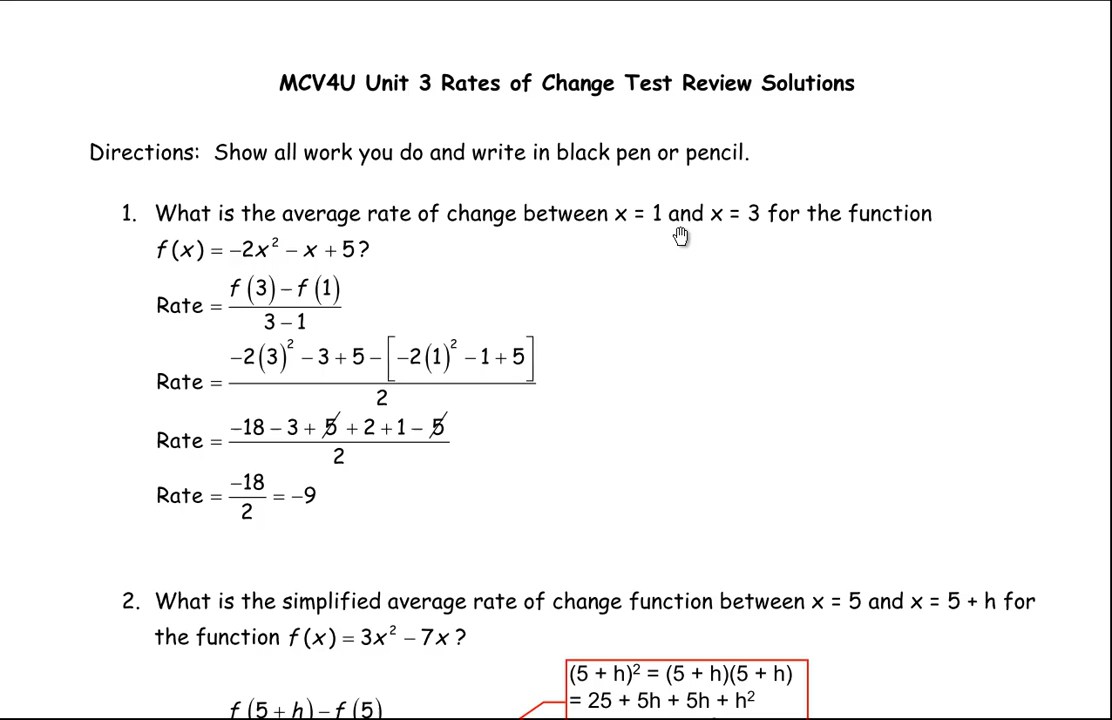 MCV4U Unit 3 Rates of Change Test Review Solutions
Directions: Show all work you do and write in black pen or pencil.
1. What is the average rate of change between x = 1 and x = 3 for the function
f(x) = −2x² − x + 5?
Rate = (f(3) − f(1)) / (3 − 1)
Rate = (−2(3)² − 3 + 5 − [−2(1)² − 1 + 5]) / 2
Rate = (−18 − 3 + 5 + 2 + 1 − 5) / 2
Rate = −18 / 2 = −9
2. What is the simplified average rate of change function between x = 5 and x = 5 + h for
the function f(x) = 3x² − 7x?
(5 + h)² = (5 + h)(5 + h)
= 25 + 5h + 5h + h²
f(5 + h) − f(5)